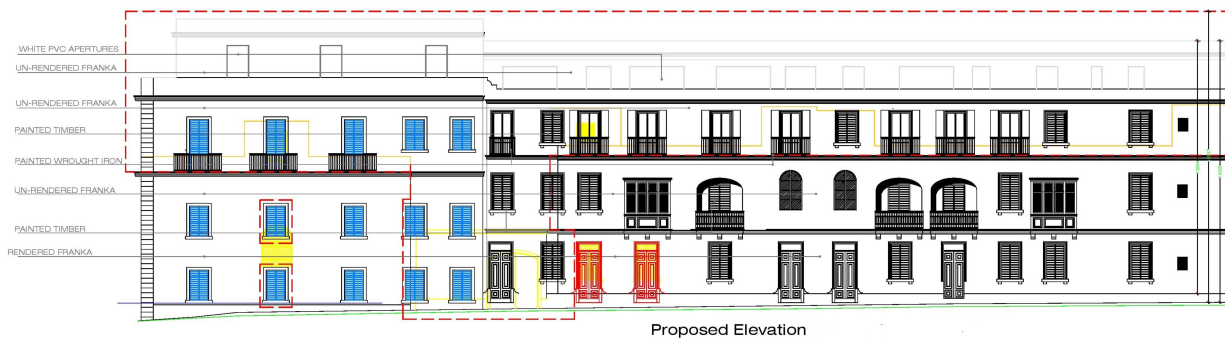 WHITE PVC APERTURES
UN-RENDERED FRANKA
UN-RENDERED FRANKA
PAINTED TIMBER
PAINTED WROUGHT IRON
UN-RENDERED FRANKA
PAINTED TIMBER
RENDERED FRANKA
Proposed Elevation